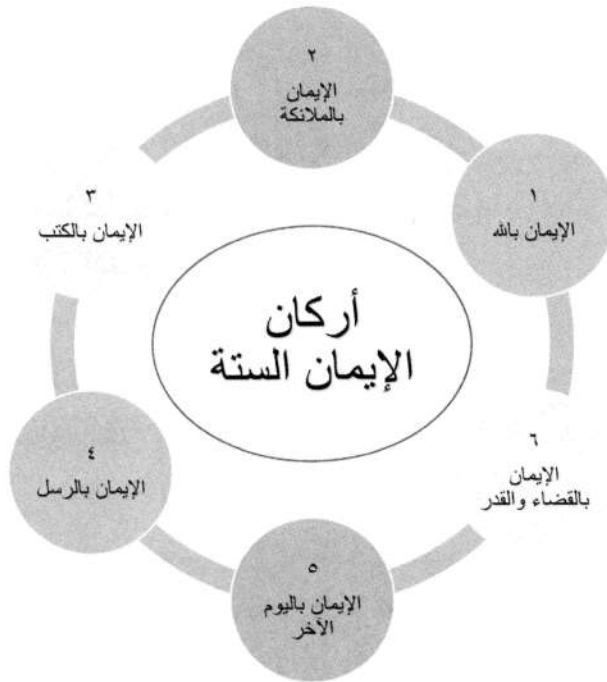 أركان
الإيمان الستة
١
الإيمان بالله
٢
الإيمان
بالملائكة
٣
الإيمان بالكتب
٤
الإيمان بالرسل
٥
الإيمان باليوم
الآخر
٦
الإيمان
بالقضاء والقدر